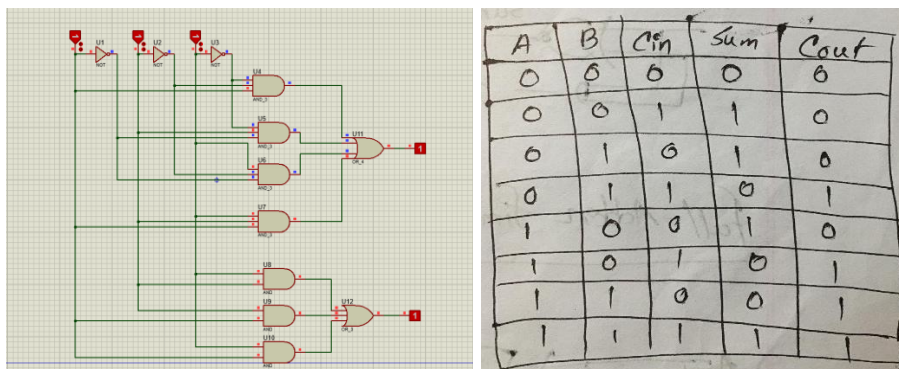 1 1 1
U1 U2 U3
NOT NOT NOT
U4
AND_3
U5
AND_3
U11
OR_4
1
U6
AND_3
U7
AND_3
U8
AND
U9
AND
U12
OR_3
1
U10
AND
A B Cin Sum Cout
0 0 0 0 0
0 0 1 1 0
0 1 0 1 0
0 1 1 0 1
1 0 0 1 0
1 0 1 0 1
1 1 0 0 1
1 1 1 1 1